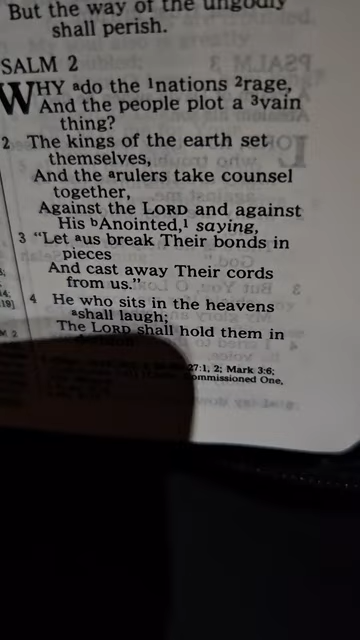 But the way of the ungodly
shall perish.
SALM 2
WHY ado the 1nations 2rage,
And the people plot a 3vain
thing?
2 The kings of the earth set
themselves,
And the arulers take counsel
together,
Against the LORD and against
His bAnointed,1 saying,
3 "Let aus break Their bonds in
pieces
And cast away Their cords
from us."
4 He who sits in the heavens
ashall laugh;
The LORD shall hold them in
27:1, 2; Mark 3:6;
ommissioned One,